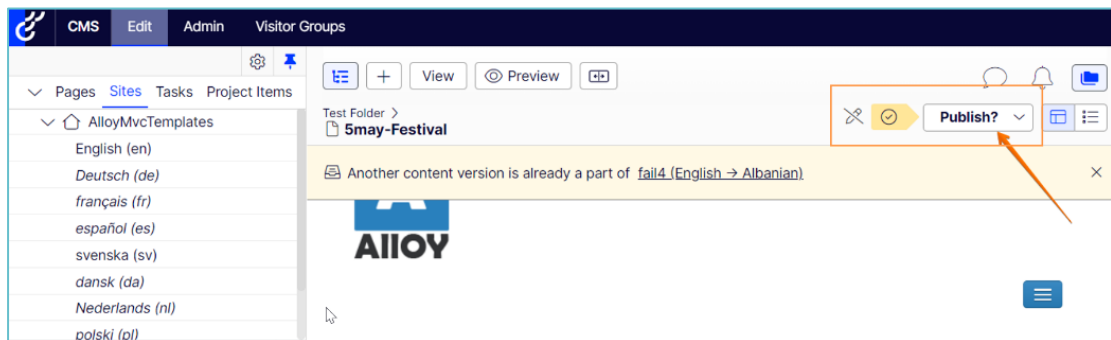 CMS Edit Admin Visitor Groups
Pages Sites Tasks Project Items
AlloyMvcTemplates
English (en)
Deutsch (de)
français (fr)
español (es)
svenska (sv)
dansk (da)
Nederlands (nl)
polski (pl)
View Preview
Test Folder >
5may-Festival
Publish?
Another content version is already a part of fail4 (English → Albanian)
AllOY